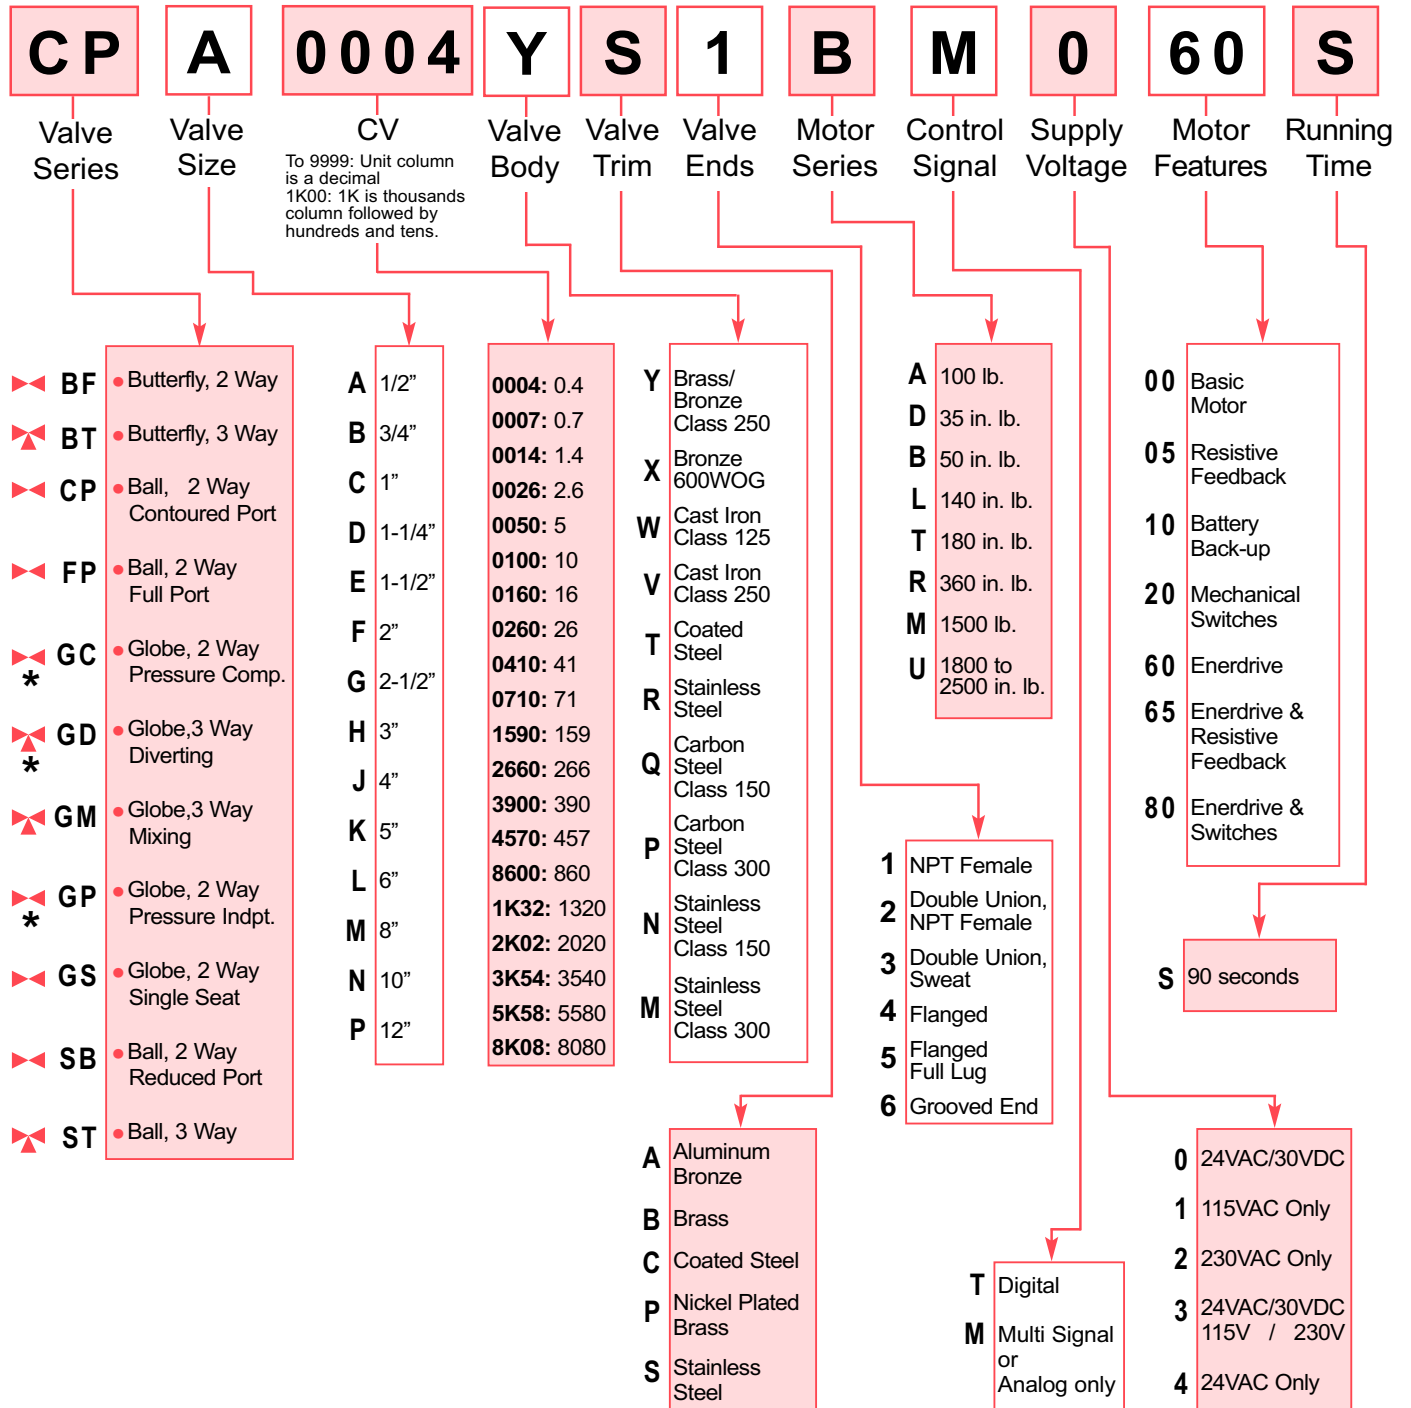 CP A 0004 Y S 1 B M 0 60 S
Valve Series
Valve Size
CV
To 9999: Unit column
is a decimal
1K00: 1K is thousands
column followed by
hundreds and tens.
Valve Body
Valve Trim
Valve Ends
Motor Series
Control Signal
Supply Voltage
Motor Features
Running Time
BF • Butterfly, 2 Way
BT • Butterfly, 3 Way
CP • Ball, 2 Way
Contoured Port
FP • Ball, 2 Way
Full Port
GC • Globe, 2 Way
* Pressure Comp.
GD • Globe,3 Way
* Diverting
GM • Globe,3 Way
Mixing
GP • Globe, 2 Way
* Pressure Indpt.
GS • Globe, 2 Way
Single Seat
SB • Ball, 2 Way
Reduced Port
ST • Ball, 3 Way
A 1/2”
B 3/4”
C 1”
D 1-1/4”
E 1-1/2”
F 2”
G 2-1/2”
H 3”
J 4”
K 5”
L 6”
M 8”
N 10”
P 12”
0004: 0.4
0007: 0.7
0014: 1.4
0026: 2.6
0050: 5
0100: 10
0160: 16
0260: 26
0410: 41
0710: 71
1590: 159
2660: 266
3900: 390
4570: 457
8600: 860
1K32: 1320
2K02: 2020
3K54: 3540
5K58: 5580
8K08: 8080
Y Brass/
Bronze
Class 250
X Bronze
600WOG
W Cast Iron
Class 125
V Cast Iron
Class 250
T Coated
Steel
R Stainless
Steel
Q Carbon
Steel
Class 150
P Carbon
Steel
Class 300
N Stainless
Steel
Class 150
M Stainless
Steel
Class 300
A Aluminum
Bronze
B Brass
C Coated Steel
P Nickel Plated
Brass
S Stainless
Steel
A 100 lb.
D 35 in. lb.
B 50 in. lb.
L 140 in. lb.
T 180 in. lb.
R 360 in. lb.
M 1500 lb.
U 1800 to
2500 in. lb.
1 NPT Female
2 Double Union,
NPT Female
3 Double Union,
Sweat
4 Flanged
5 Flanged
Full Lug
6 Grooved End
T Digital
M Multi Signal
or
Analog only
00 Basic
Motor
05 Resistive
Feedback
10 Battery
Back-up
20 Mechanical
Switches
60 Enerdrive
65 Enerdrive &
Resistive
Feedback
80 Enerdrive &
Switches
S 90 seconds
0 24VAC/30VDC
1 115VAC Only
2 230VAC Only
3 24VAC/30VDC
115V / 230V
4 24VAC Only